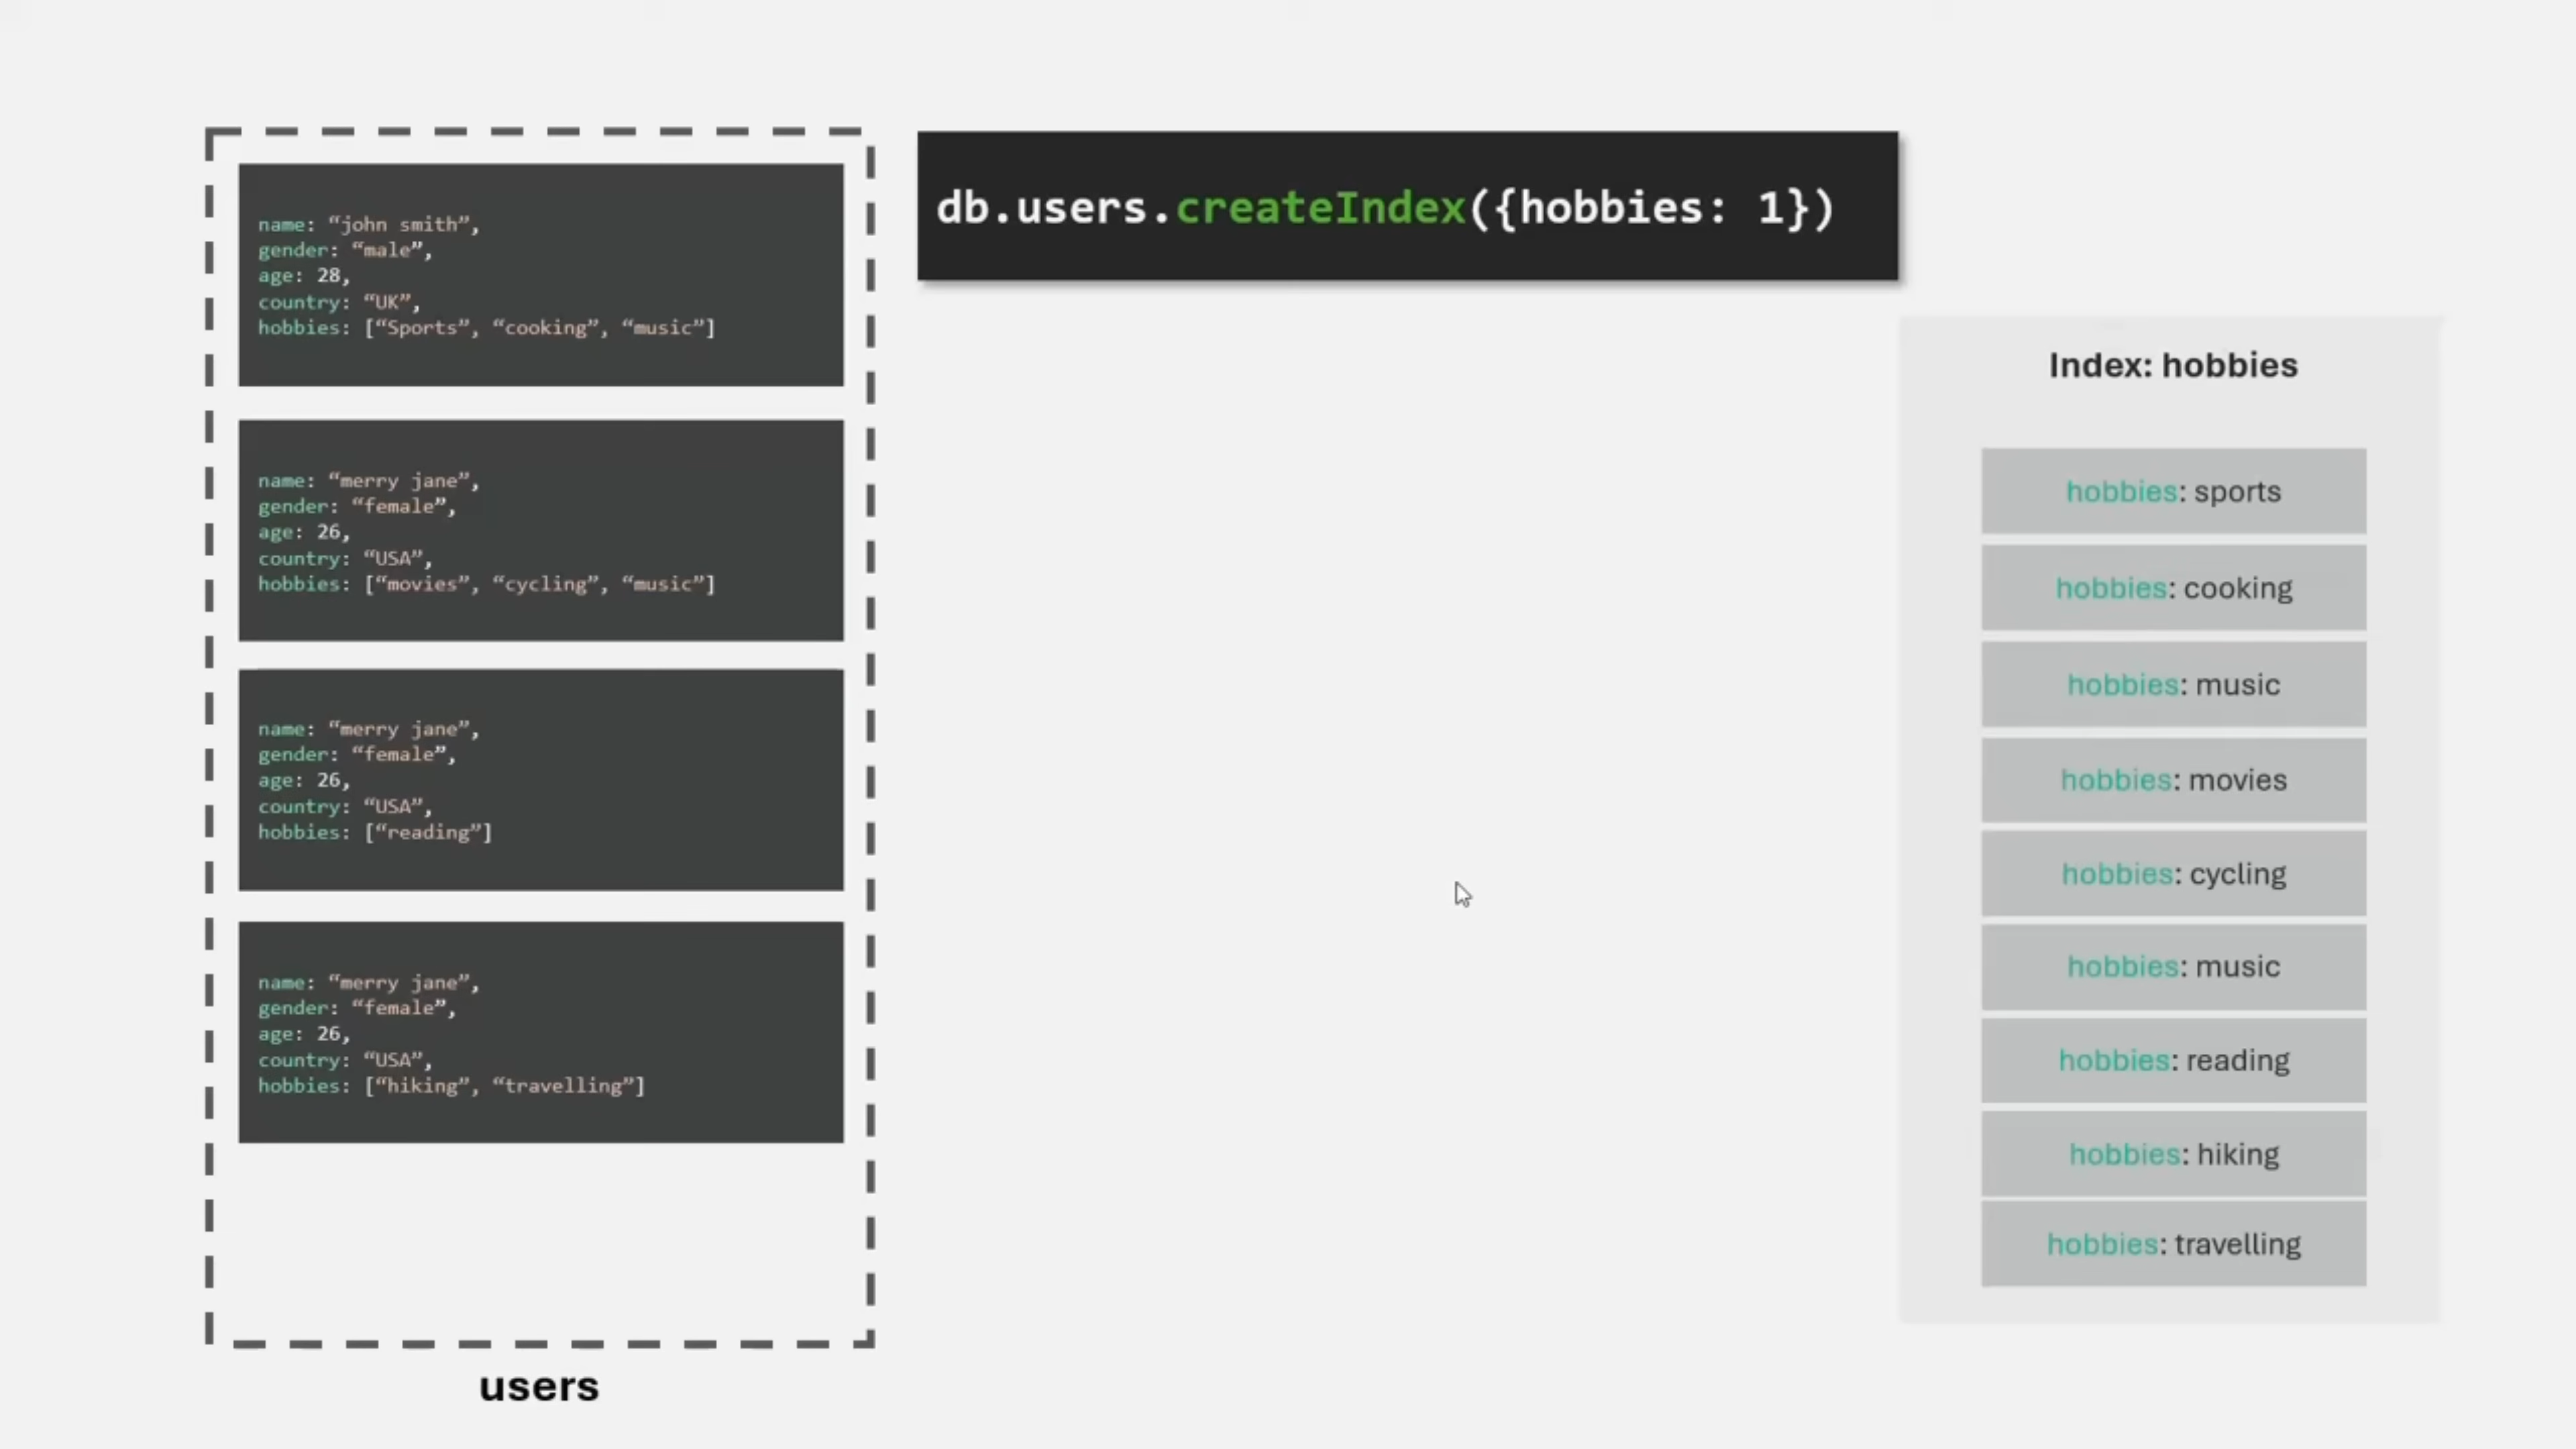 name: “john smith”,
gender: “male”,
age: 28,
country: “UK”,
hobbies: [“Sports”, “cooking”, “music”]
name: “merry jane”,
gender: “female”,
age: 26,
country: “USA”,
hobbies: [“movies”, “cycling”, “music”]
name: “merry jane”,
gender: “female”,
age: 26,
country: “USA”,
hobbies: [“reading”]
name: “merry jane”,
gender: “female”,
age: 26,
country: “USA”,
hobbies: [“hiking”, “travelling”]
users
db.users.createIndex({hobbies: 1})
Index: hobbies
hobbies: sports
hobbies: cooking
hobbies: music
hobbies: movies
hobbies: cycling
hobbies: music
hobbies: reading
hobbies: hiking
hobbies: travelling